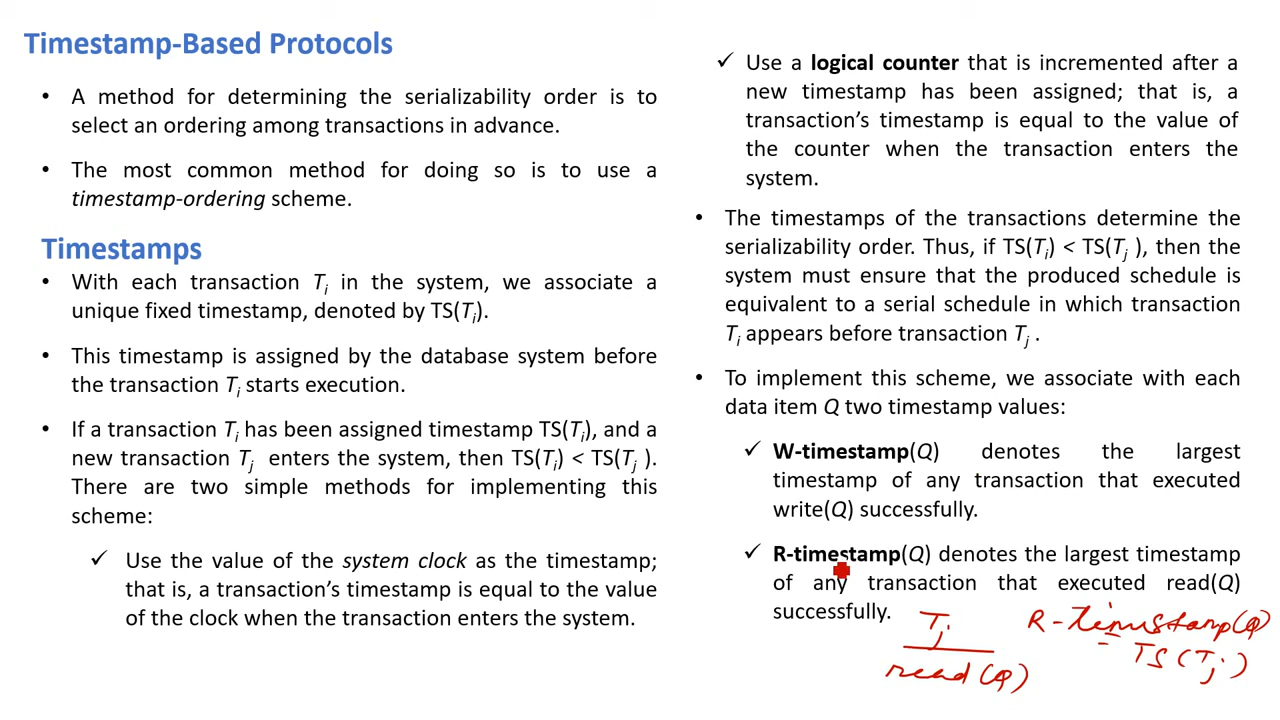 Timestamp-Based Protocols
• A method for determining the serializability order is to
select an ordering among transactions in advance.
• The most common method for doing so is to use a
timestamp-ordering scheme.
Timestamps
• With each transaction Ti in the system, we associate a
unique fixed timestamp, denoted by TS(Ti).
• This timestamp is assigned by the database system before
the transaction Ti starts execution.
• If a transaction Ti has been assigned timestamp TS(Ti), and a
new transaction Tj enters the system, then TS(Ti) < TS(Tj ).
There are two simple methods for implementing this
scheme:
✓ Use the value of the system clock as the timestamp;
that is, a transaction’s timestamp is equal to the value
of the clock when the transaction enters the system.
✓ Use a logical counter that is incremented after a
new timestamp has been assigned; that is, a
transaction’s timestamp is equal to the value of
the counter when the transaction enters the
system.
• The timestamps of the transactions determine the
serializability order. Thus, if TS(Ti) < TS(Tj ), then the
system must ensure that the produced schedule is
equivalent to a serial schedule in which transaction
Ti appears before transaction Tj .
• To implement this scheme, we associate with each
data item Q two timestamp values:
✓ W-timestamp(Q) denotes the largest
timestamp of any transaction that executed
write(Q) successfully.
✓ R-timestamp(Q) denotes the largest timestamp
of any transaction that executed read(Q)
successfully.
Tj
read(Q)
R-timestamp(Q)
= TS(Tj)